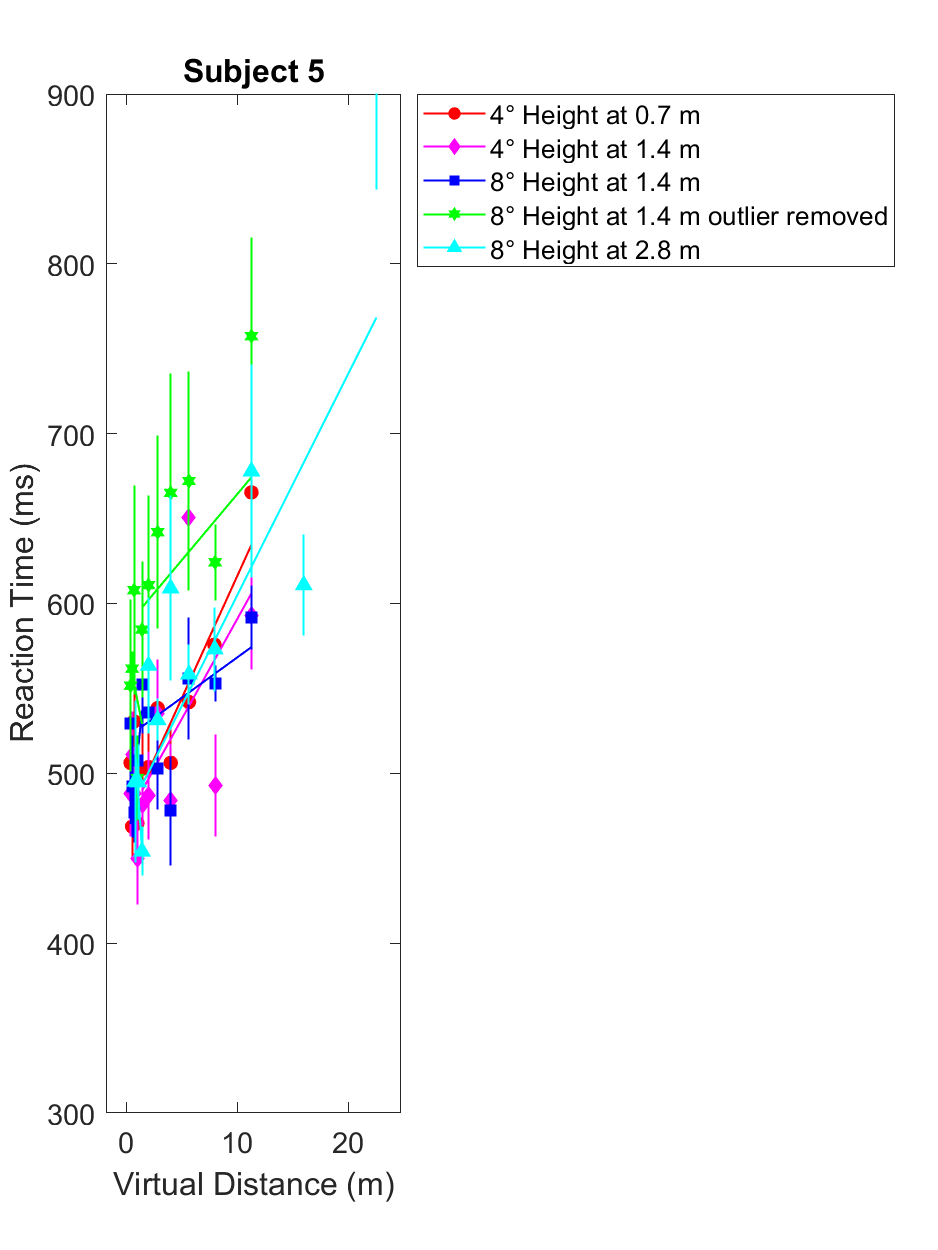 Subject 5
900
800
700
600
500
400
300
0 10 20
Reaction Time (ms)
Virtual Distance (m)
4° Height at 0.7 m
4° Height at 1.4 m
8° Height at 1.4 m
8° Height at 1.4 m outlier removed
8° Height at 2.8 m